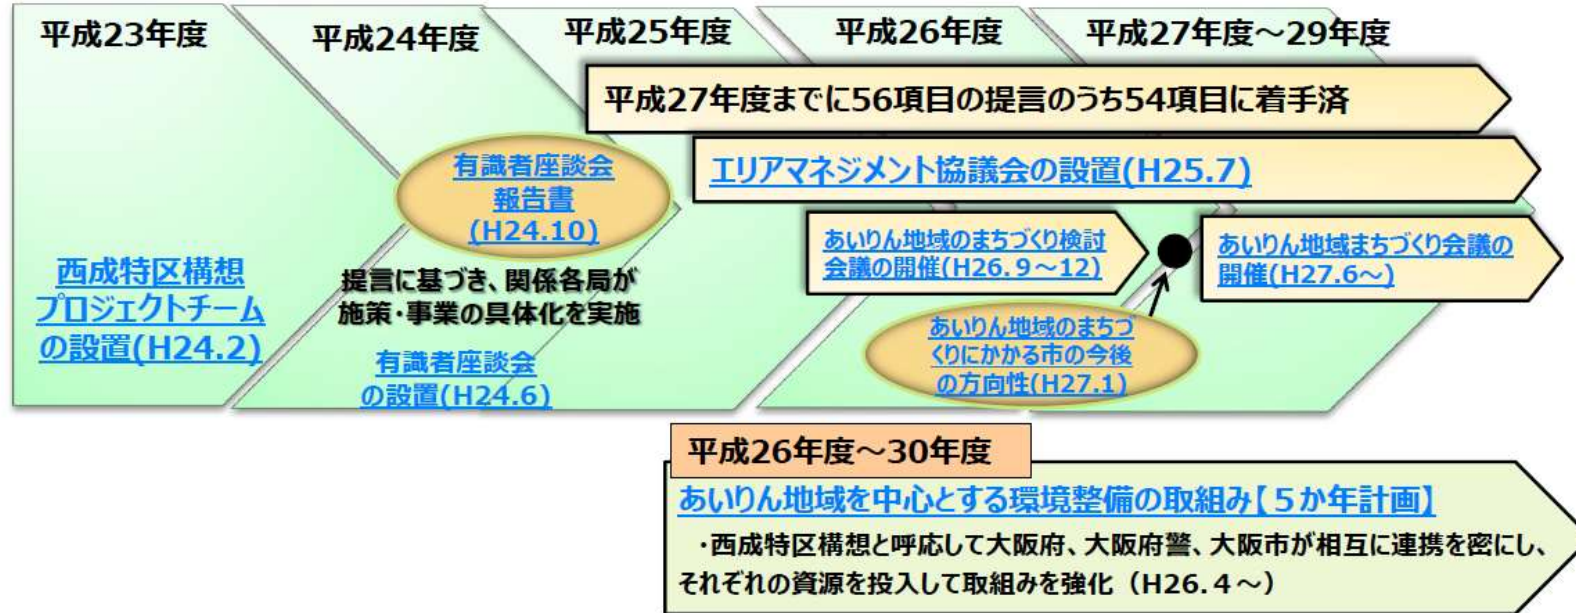 平成23年度
平成24年度
平成25年度
平成26年度
平成27年度～29年度
平成27年度までに56項目の提言のうち54項目に着手済
有識者座談会
報告書
(H24.10)
エリアマネジメント協議会の設置(H25.7)
あいりん地域のまちづくり検討
会議の開催(H26.9～12)
あいりん地域まちづくり会議の
開催(H27.6～)
西成特区構想
プロジェクトチーム
の設置(H24.2)
提言に基づき、関係各局が
施策・事業の具体化を実施
有識者座談会
の設置(H24.6)
あいりん地域のまちづ
くりにかかる市の今後
の方向性(H27.1)
平成26年度～30年度
あいりん地域を中心とする環境整備の取組み【５か年計画】
・西成特区構想と呼応して大阪府、大阪府警、大阪市が相互に連携を密にし、
それぞれの資源を投入して取組みを強化（H26.４～）